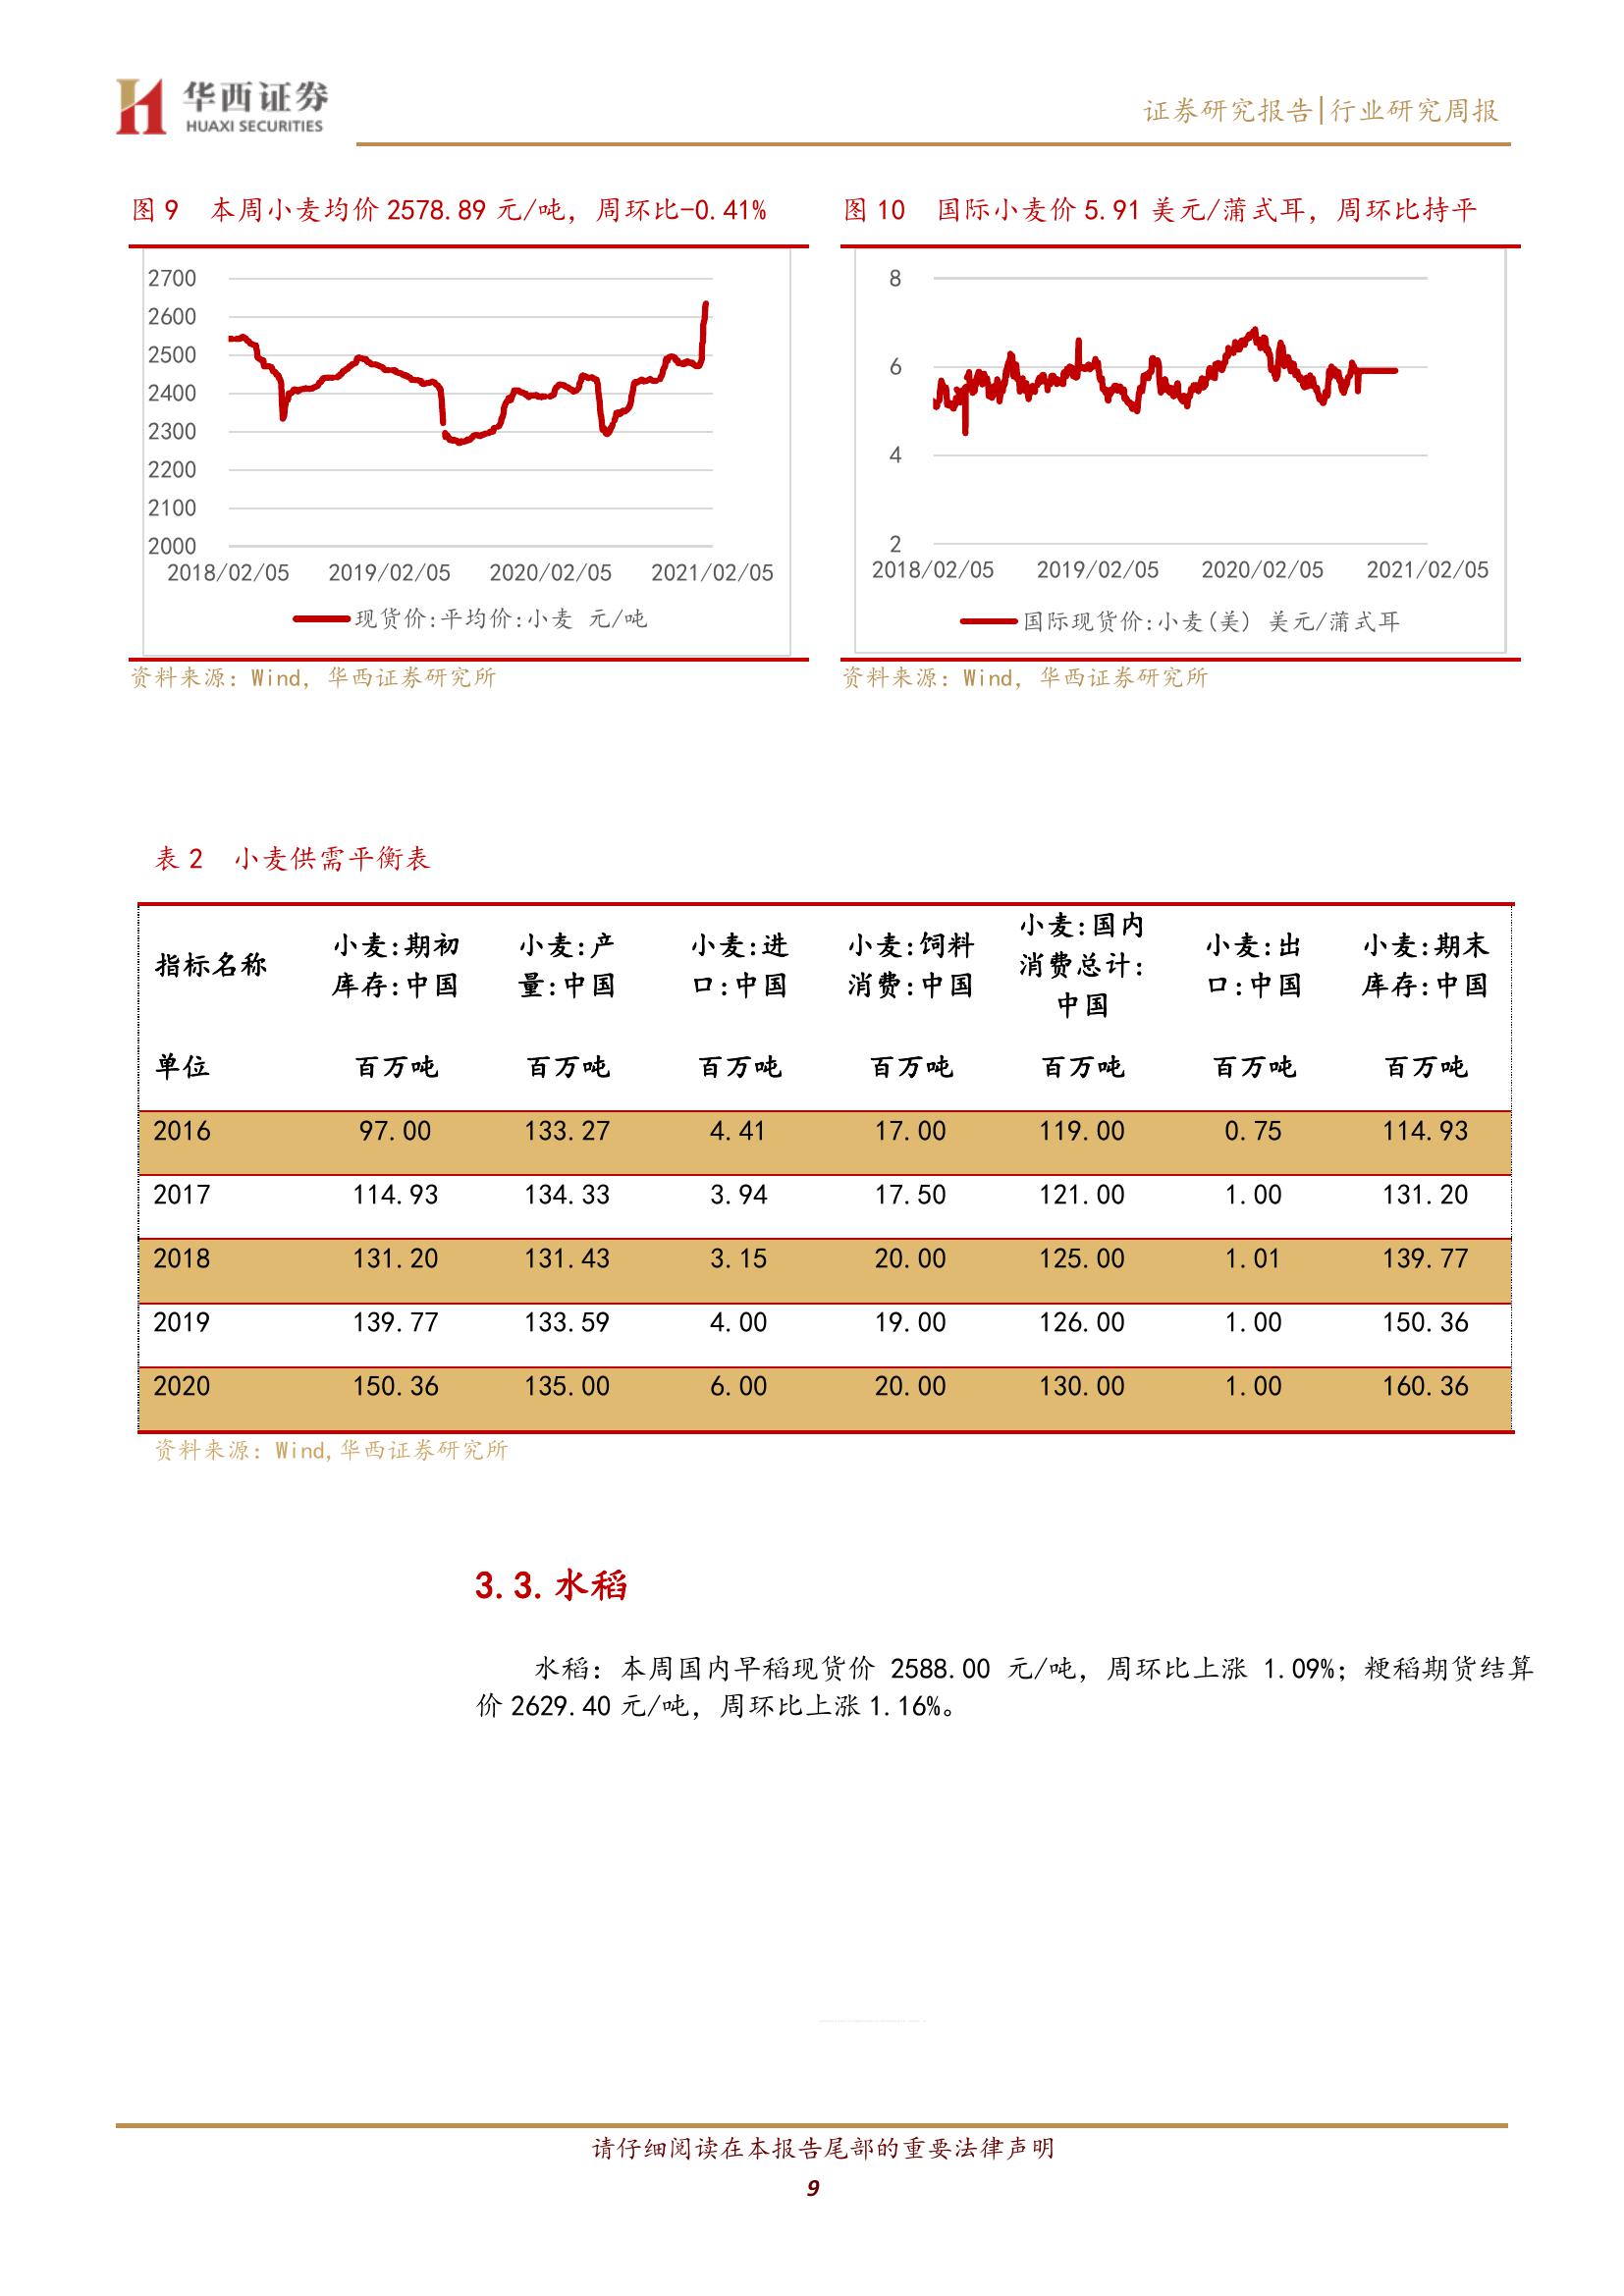 华西证券
HUAXI SECURITIES
证券研究报告|行业研究周报
图 9 本周小麦均价 2578.89 元/吨，周环比-0.41%
图 10 国际小麦价 5.91 美元/蒲式耳，周环比持平
2700
2600
2500
2400
2300
2200
2100
2000
2018/02/05 2019/02/05 2020/02/05 2021/02/05
现货价:平均价:小麦 元/吨
8
6
4
2
2018/02/05 2019/02/05 2020/02/05 2021/02/05
国际现货价:小麦(美) 美元/蒲式耳
资料来源：Wind，华西证券研究所
资料来源：Wind，华西证券研究所
表 2 小麦供需平衡表
指标名称 小麦:期初库存:中国 小麦:产量:中国 小麦:进口:中国 小麦:饲料消费:中国 小麦:国内消费总计:中国 小麦:出口:中国 小麦:期末库存:中国
单位 百万吨 百万吨 百万吨 百万吨 百万吨 百万吨 百万吨
2016 97.00 133.27 4.41 17.00 119.00 0.75 114.93
2017 114.93 134.33 3.94 17.50 121.00 1.00 131.20
2018 131.20 131.43 3.15 20.00 125.00 1.01 139.77
2019 139.77 133.59 4.00 19.00 126.00 1.00 150.36
2020 150.36 135.00 6.00 20.00 130.00 1.00 160.36
资料来源：Wind,华西证券研究所
3.3.水稻
水稻：本周国内早稻现货价 2588.00 元/吨，周环比上涨 1.09%；粳稻期货结算
价 2629.40 元/吨，周环比上涨 1.16%。
请仔细阅读在本报告尾部的重要法律声明
9